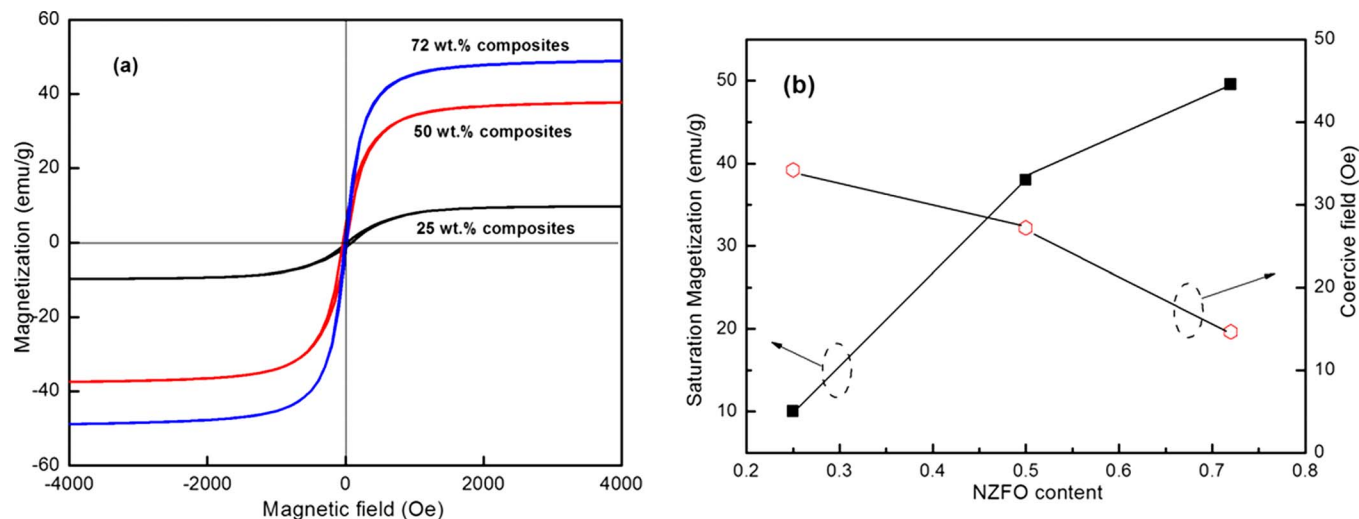 (a)
72 wt.% composites
50 wt.% composites
25 wt.% composites
Magnetization (emu/g)
60
40
20
0
-20
-40
-60
-4000 -2000 0 2000 4000
Magnetic field (Oe)
(b)
Saturation Magetization (emu/g)
50
40
30
20
10
Coercive field (Oe)
50
40
30
20
10
0
0.2 0.3 0.4 0.5 0.6 0.7 0.8
NZFO content